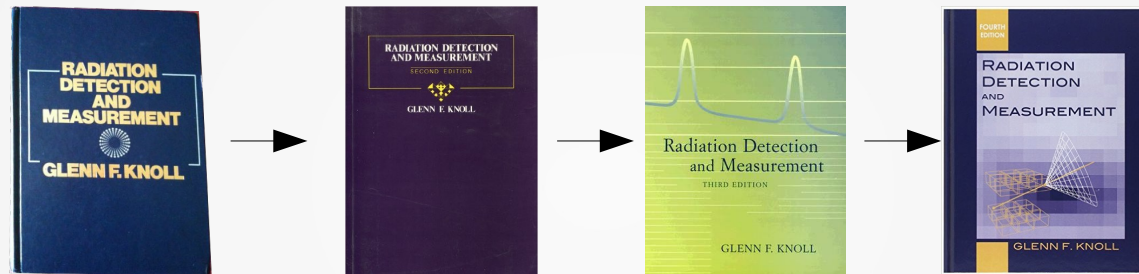 RADIATION
DETECTION
AND
MEASUREMENT
GLENN F. KNOLL
RADIATION DETECTION
AND MEASUREMENT
SECOND EDITION
GLENN F. KNOLL
Radiation Detection
and Measurement
THIRD EDITION
GLENN F. KNOLL
FOURTH
EDITION
RADIATION
DETECTION
AND
MEASUREMENT
GLENN F. KNOLL